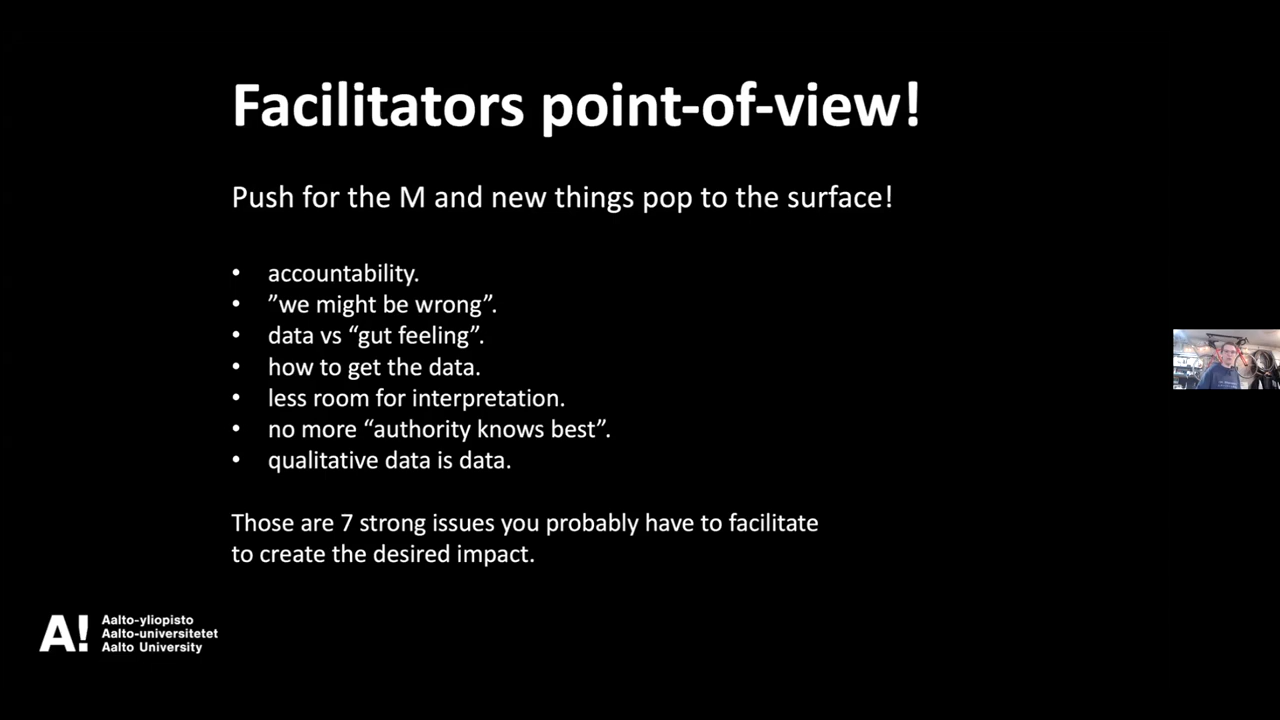 Facilitators point-of-view!
Push for the M and new things pop to the surface!
• accountability.
• ”we might be wrong”.
• data vs “gut feeling”.
• how to get the data.
• less room for interpretation.
• no more “authority knows best”.
• qualitative data is data.
Those are 7 strong issues you probably have to facilitate
to create the desired impact.
A! Aalto-yliopisto
Aalto-universitetet
Aalto University